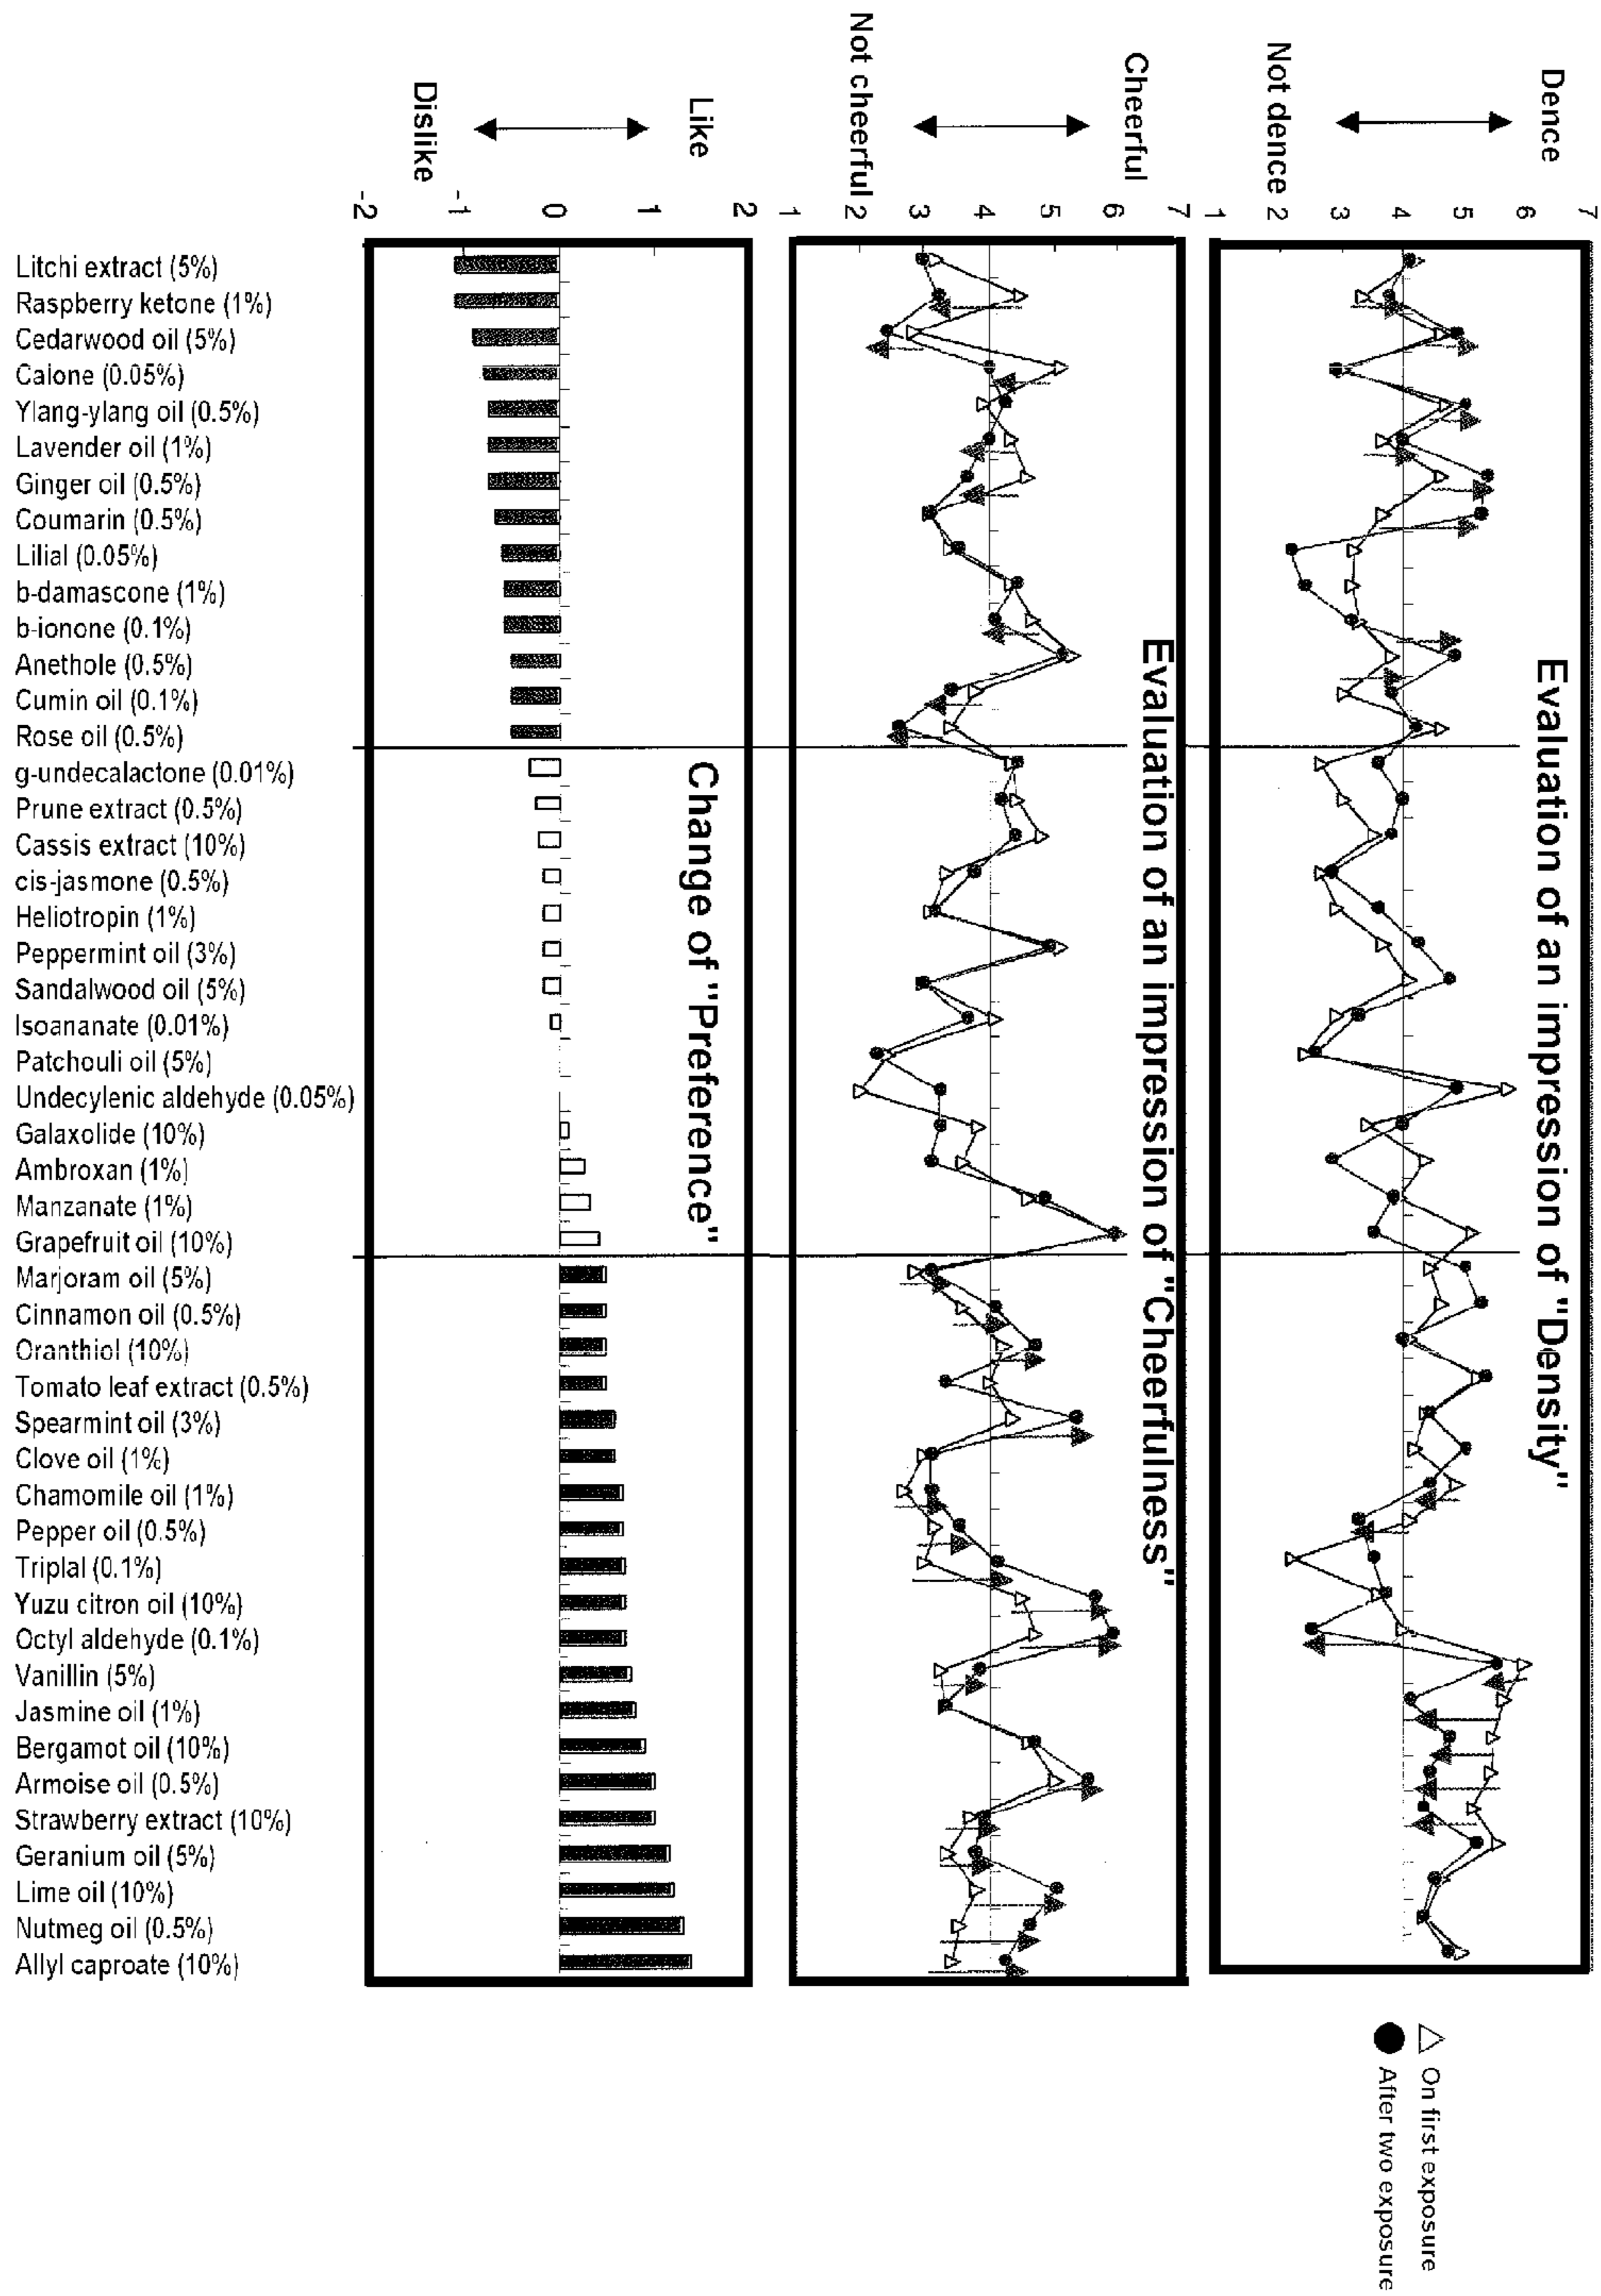 Dence
Not dence
7
6
5
4
3
2
1
Evaluation of an impression of "Density"
Cheerful
Not cheerful
7
6
5
4
3
2
1
Evaluation of an impression of "Cheerfulness"
Like
Dislike
2
1
0
-1
-2
Change of "Preference"
Litchi extract (5%)
Raspberry ketone (1%)
Cedarwood oil (5%)
Calone (0.05%)
Ylang-ylang oil (0.5%)
Lavender oil (1%)
Ginger oil (0.5%)
Coumarin (0.5%)
Lilial (0.05%)
b-damascone (1%)
b-ionone (0.1%)
Anethole (0.5%)
Cumin oil (0.1%)
Rose oil (0.5%)
g-undecalactone (0.01%)
Prune extract (0.5%)
Cassis extract (10%)
cis-jasmone (0.5%)
Heliotropin (1%)
Peppermint oil (3%)
Sandalwood oil (5%)
Isoananate (0.01%)
Patchouli oil (5%)
Undecylenic aldehyde (0.05%)
Galaxolide (10%)
Ambroxan (1%)
Manzanate (1%)
Grapefruit oil (10%)
Marjoram oil (5%)
Cinnamon oil (0.5%)
Oranthiol (10%)
Tomato leaf extract (0.5%)
Spearmint oil (3%)
Clove oil (1%)
Chamomile oil (1%)
Pepper oil (0.5%)
Triplal (0.1%)
Yuzu citron oil (10%)
Octyl aldehyde (0.1%)
Vanillin (5%)
Jasmine oil (1%)
Bergamot oil (10%)
Armoise oil (0.5%)
Strawberry extract (10%)
Geranium oil (5%)
Lime oil (10%)
Nutmeg oil (0.5%)
Allyl caproate (10%)
On first exposure
After two exposure